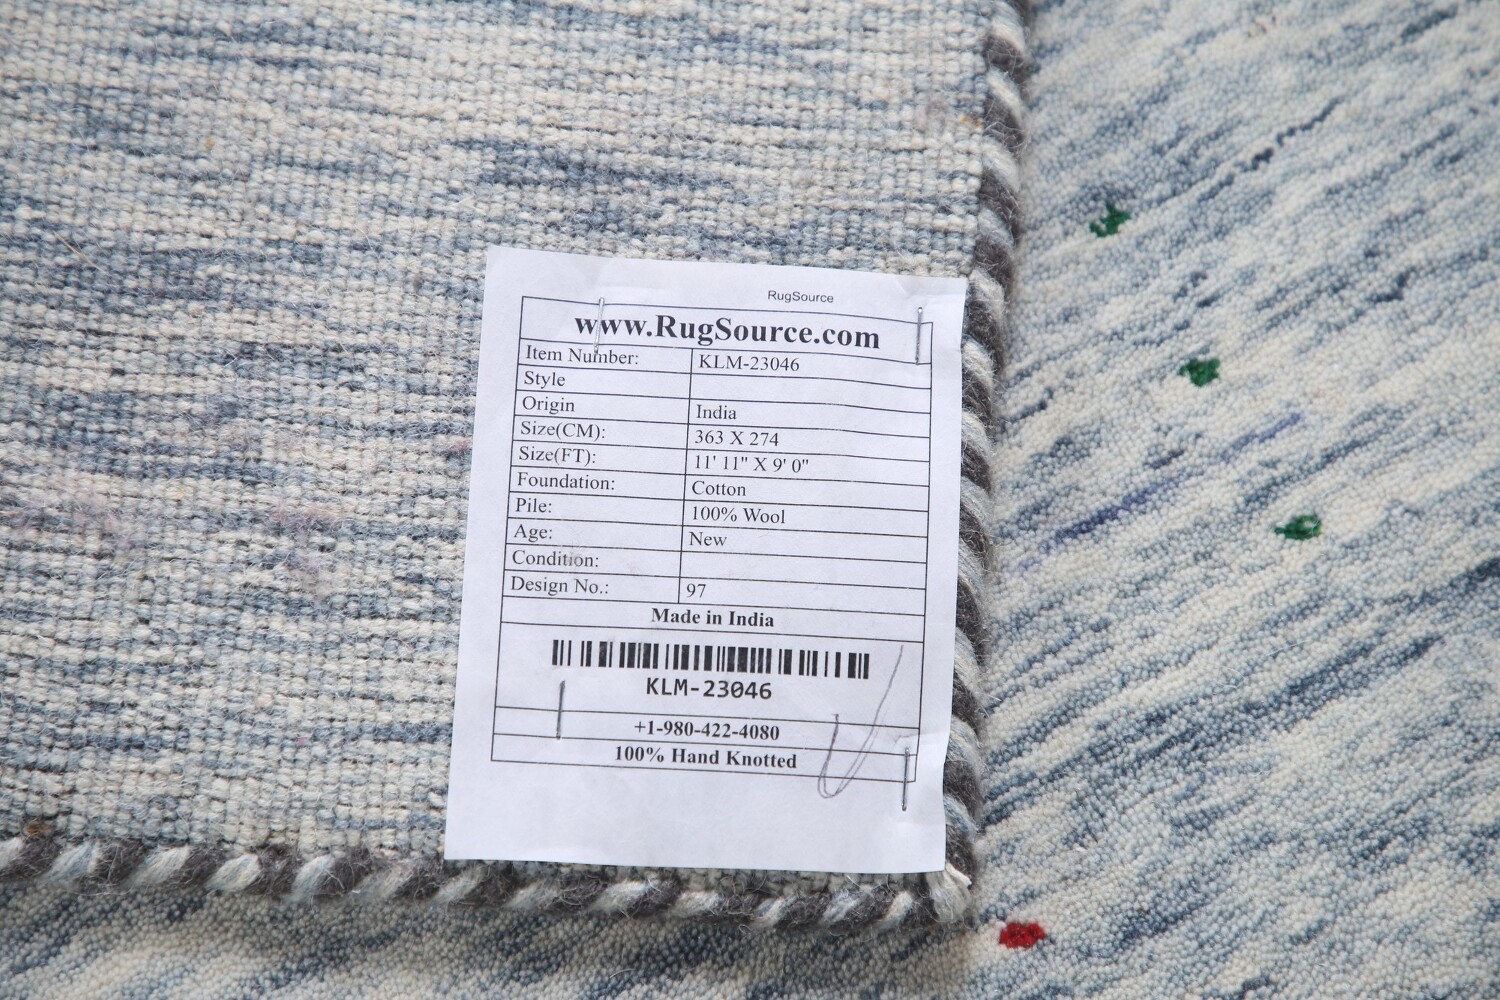 RugSource
www.RugSource.com
Item Number: KLM-23046
Style
Origin India
Size(CM): 363 X 274
Size(FT): 11' 11" X 9' 0"
Foundation: Cotton
Pile: 100% Wool
Age: New
Condition:
Design No.: 97
Made in India
KLM-23046
+1-980-422-4080
100% Hand Knotted